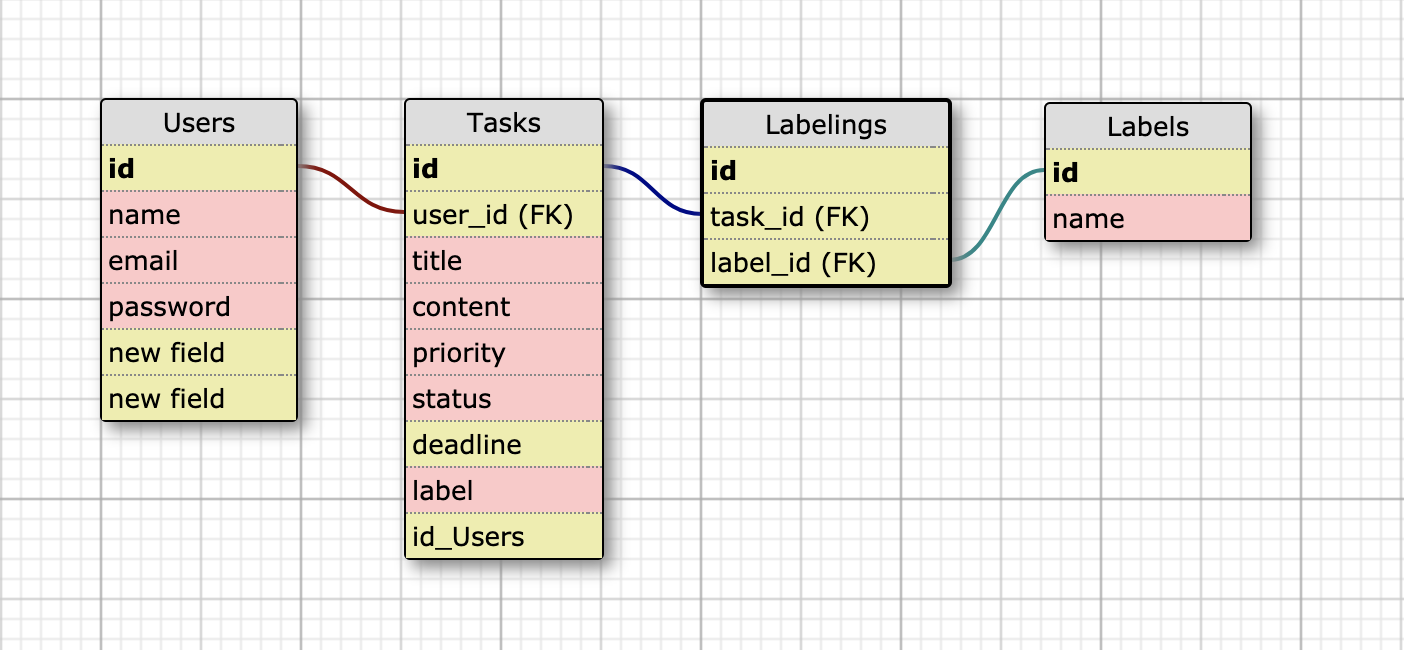 Users
id
name
email
password
new field
new field
Tasks
id
user_id (FK)
title
content
priority
status
deadline
label
id_Users
Labelings
id
task_id (FK)
label_id (FK)
Labels
id
name